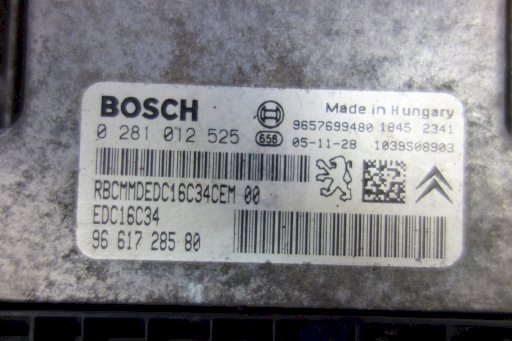 BOSCH
Made in Hungary
0 281 012 525
656
9657699480 1845 2341
05-11-28 1039S08903
RBCMMDEDC16C34CEM 00
EDC16C34
96 617 285 80